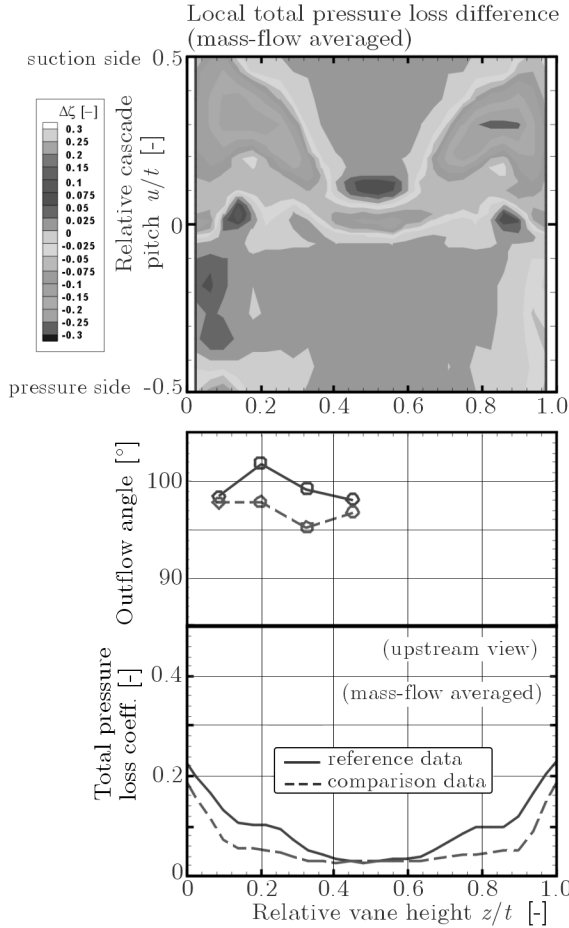 Local total pressure loss difference
(mass-flow averaged)
suction side
0.5
Δζ [–]
0.3
0.25
0.2
0.15
0.1
0.075
0.05
0.025
0
-0.025
-0.05
-0.075
-0.1
-0.15
-0.2
-0.25
-0.3
Relative cascade
pitch u/t [-]
0
pressure side
-0.5
0 0.2 0.4 0.6 0.8 1.0
Outflow angle [°]
100
90
(upstream view)
(mass-flow averaged)
Total pressure
loss coeff. [-]
0.4
0.2
0
reference data
comparison data
0 0.2 0.4 0.6 0.8 1.0
Relative vane height z/t [-]